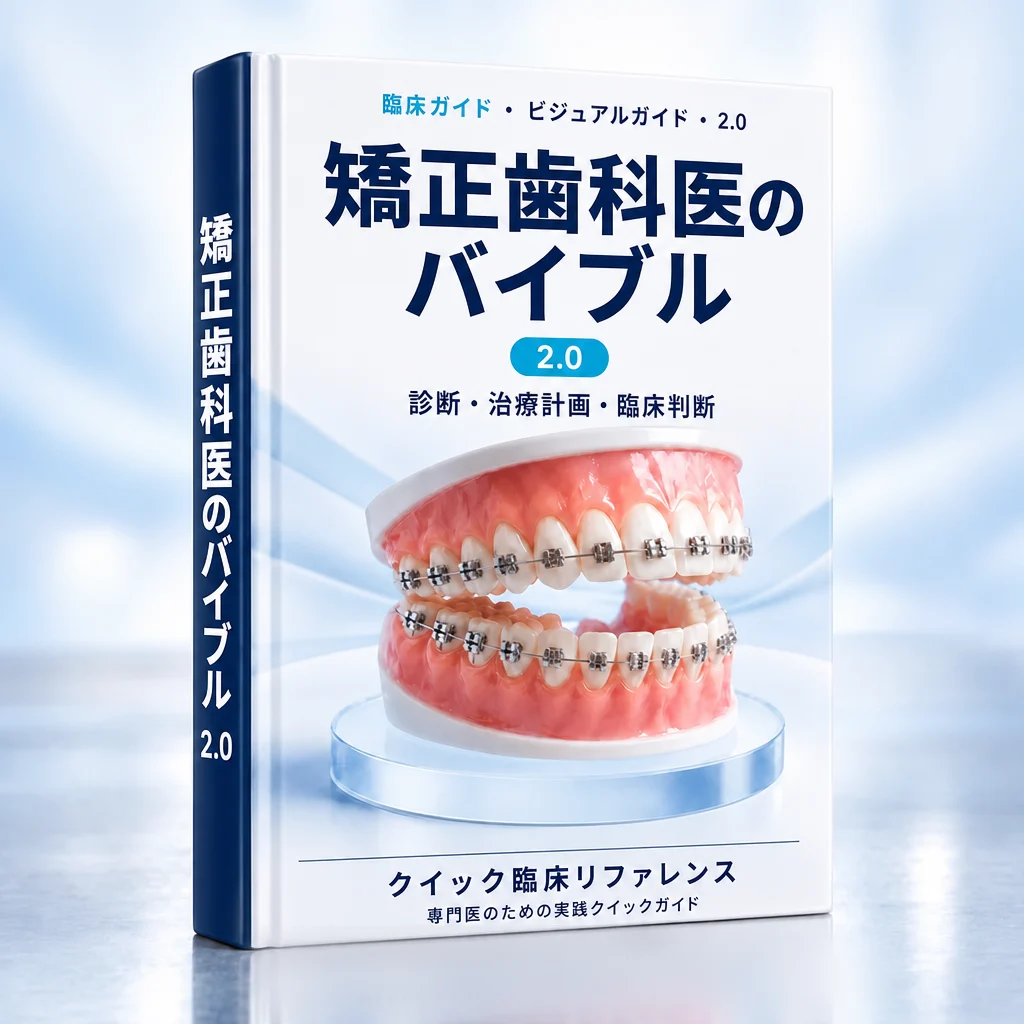 臨床ガイド・ビジュアルガイド・2.0
矯正歯科医の
バイブル
2.0
診断・治療計画・臨床判断
クイック臨床リファレンス
専門医のための実践クイックガイド
矯正歯科医のバイブル 2.0